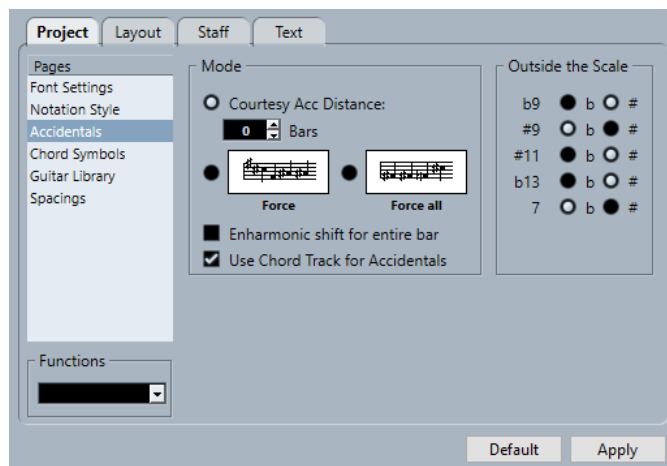 Project Layout Staff Text
Pages
Font Settings
Notation Style
Accidentals
Chord Symbols
Guitar Library
Spacings
Functions
Mode
Courtesy Acc Distance:
0 Bars
Force Force all
Enharmonic shift for entire bar
Use Chord Track for Accidentals
Outside the Scale
b9 b #
#9 b #
#11 b #
b13 b #
7 b #
Default Apply